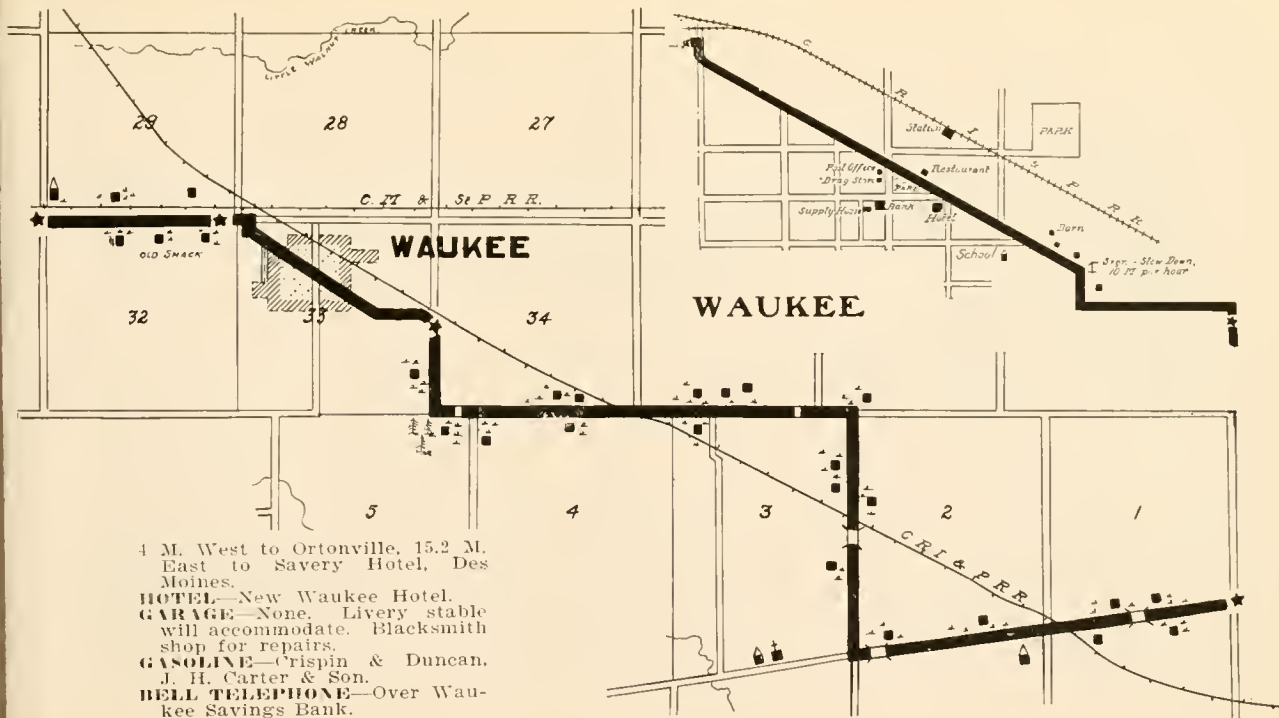 LITTLE WALNUT CREEK.
29
28
27
C. M & St P R R.
WAUKEE
OLD SHACK
32
33
34
5
4
3
2
1
C R I & P R R
C R I & P R R
PARK
Station
Post Office
Drug Store
Restaurant
PARK
Supply House
Bank
Hotel
School
Barn
Sign - Slow Down,
10 M per hour
WAUKEE
4 M. West to Ortonville, 15.2 M.
East to Savery Hotel, Des
Moines.
HOTEL—New Waukee Hotel.
GARAGE—None. Livery stable
will accommodate. Blacksmith
shop for repairs.
GASOLINE—Crispin & Duncan,
J. H. Carter & Son.
BELL TELEPHONE—Over Wau-
kee Savings Bank.